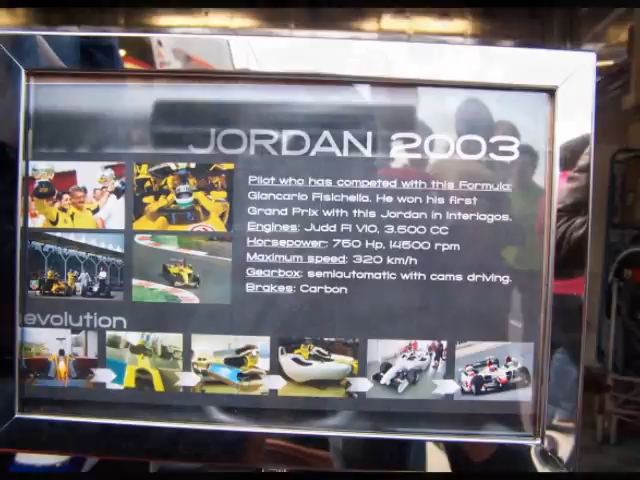 JORDAN 2003
Pilot who has competed with this Formula:
Giancarlo Fisichella. He won his first
Grand Prix with this Jordan in Interlagos.
Engines: Judd F1 V10, 3.500 CC
Horsepower: 760 Hp, 14500 rpm
Maximum speed: 320 km/h
Gearbox: semiautomatic with cams driving.
Brakes: Carbon
evolution